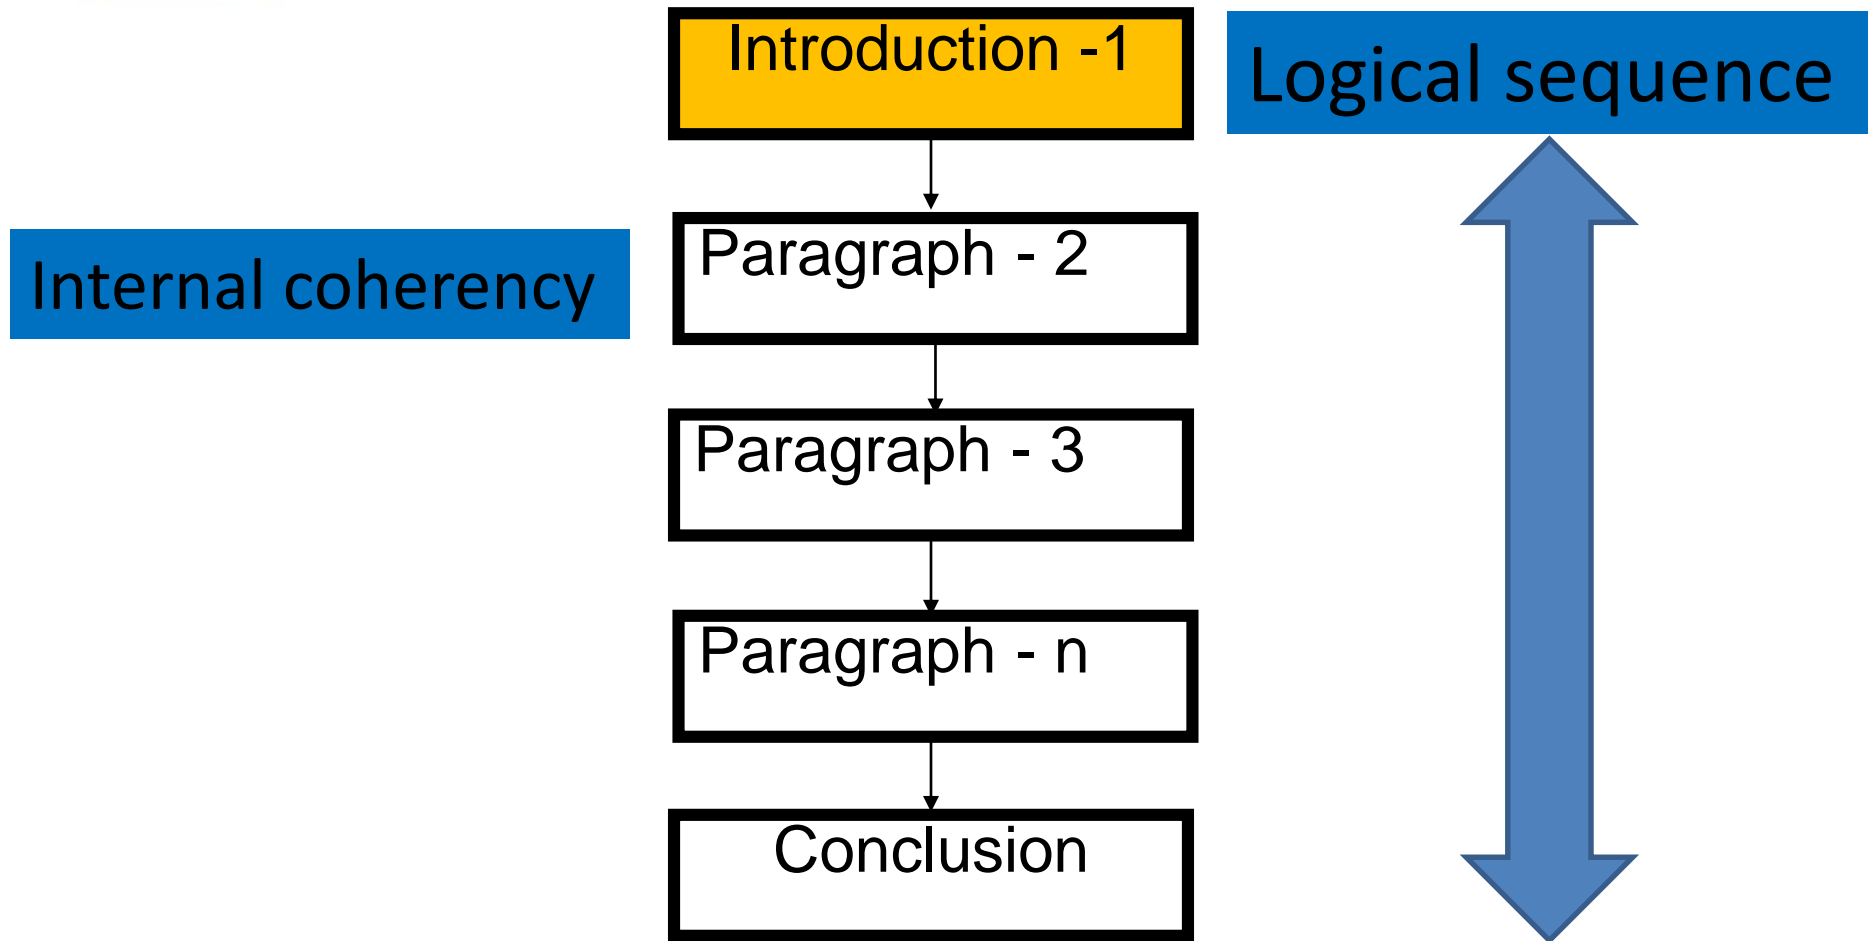 Introduction -1
Logical sequence
Paragraph - 2
Internal coherency
Paragraph - 3
Paragraph - n
Conclusion